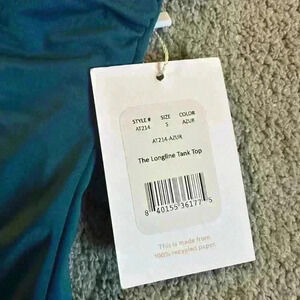 STYLE # SIZE COLOR#
AT214 S AZUR
AT214-AZUR
The Longline Tank Top
8 40155 36177 5
This is made from
100% recycled paper.